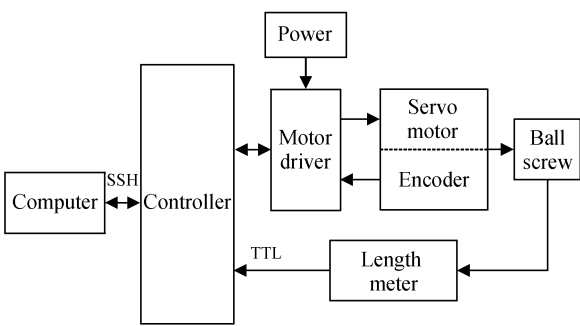 Power
Motor
driver
Servo
motor
Encoder
Ball
screw
SSH
Computer
Controller
TTL
Length
meter